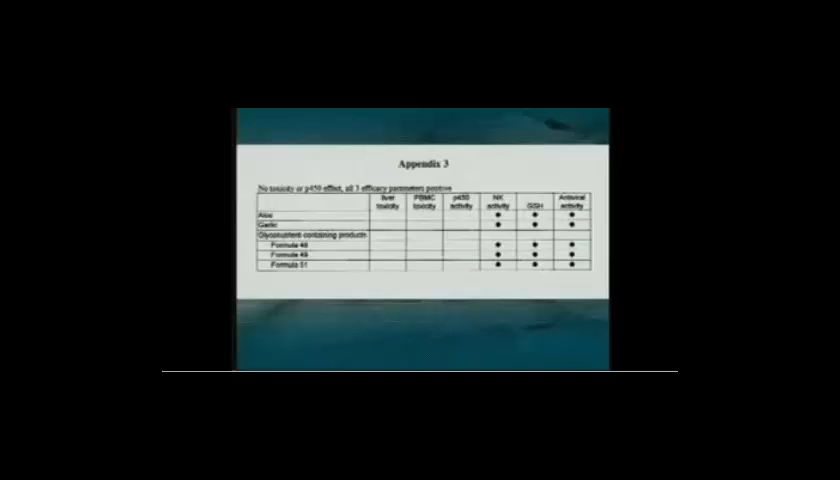 Appendix 3
No toxicity or p450 effect, all 3 efficacy parameters positive
liver toxicity PBMC toxicity p450 activity NK activity GSH Antiviral activity
Aloe
Garlic
Glyconutrient-containing products
Formula 48
Formula 49
Formula 51